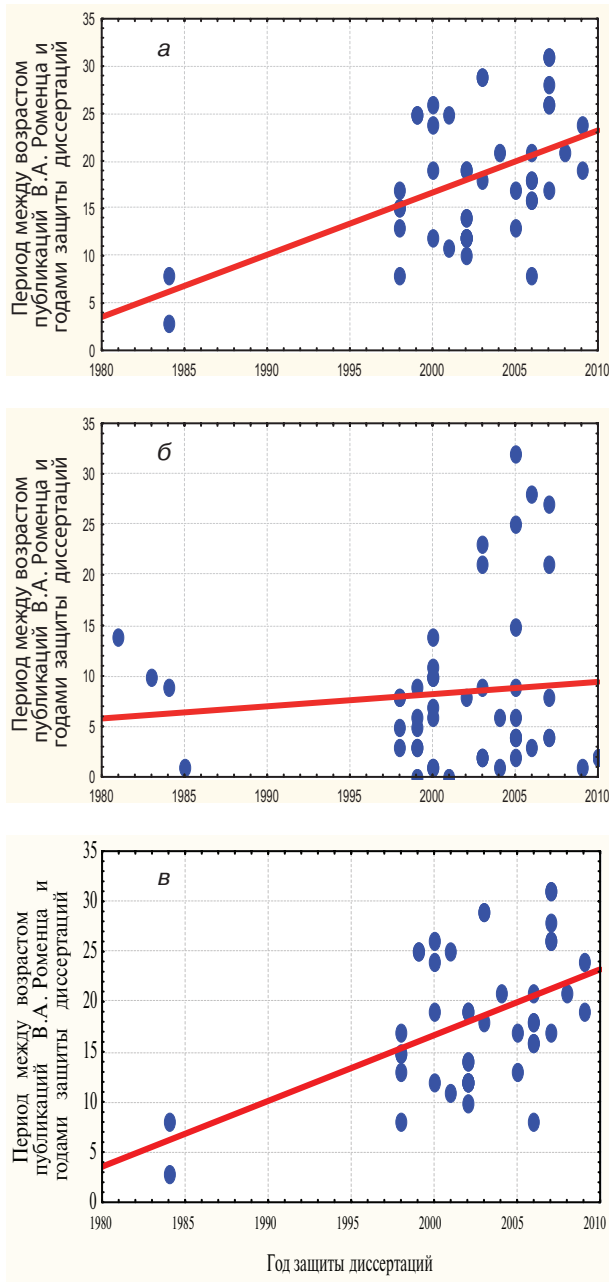 а
Период между возрастом
публикаций В.А. Роменца и
годами защиты диссертаций
35
30
25
20
15
10
5
0
1980 1985 1990 1995 2000 2005 2010
б
Период между возрастом
публикаций В.А. Роменца и
годами защиты диссертаций
35
30
25
20
15
10
5
0
1980 1985 1990 1995 2000 2005 2010
в
Период между возрастом
публикаций В.А. Роменца и
годами защиты диссертаций
35
30
25
20
15
10
5
0
1980 1985 1990 1995 2000 2005 2010
Год защиты диссертаций